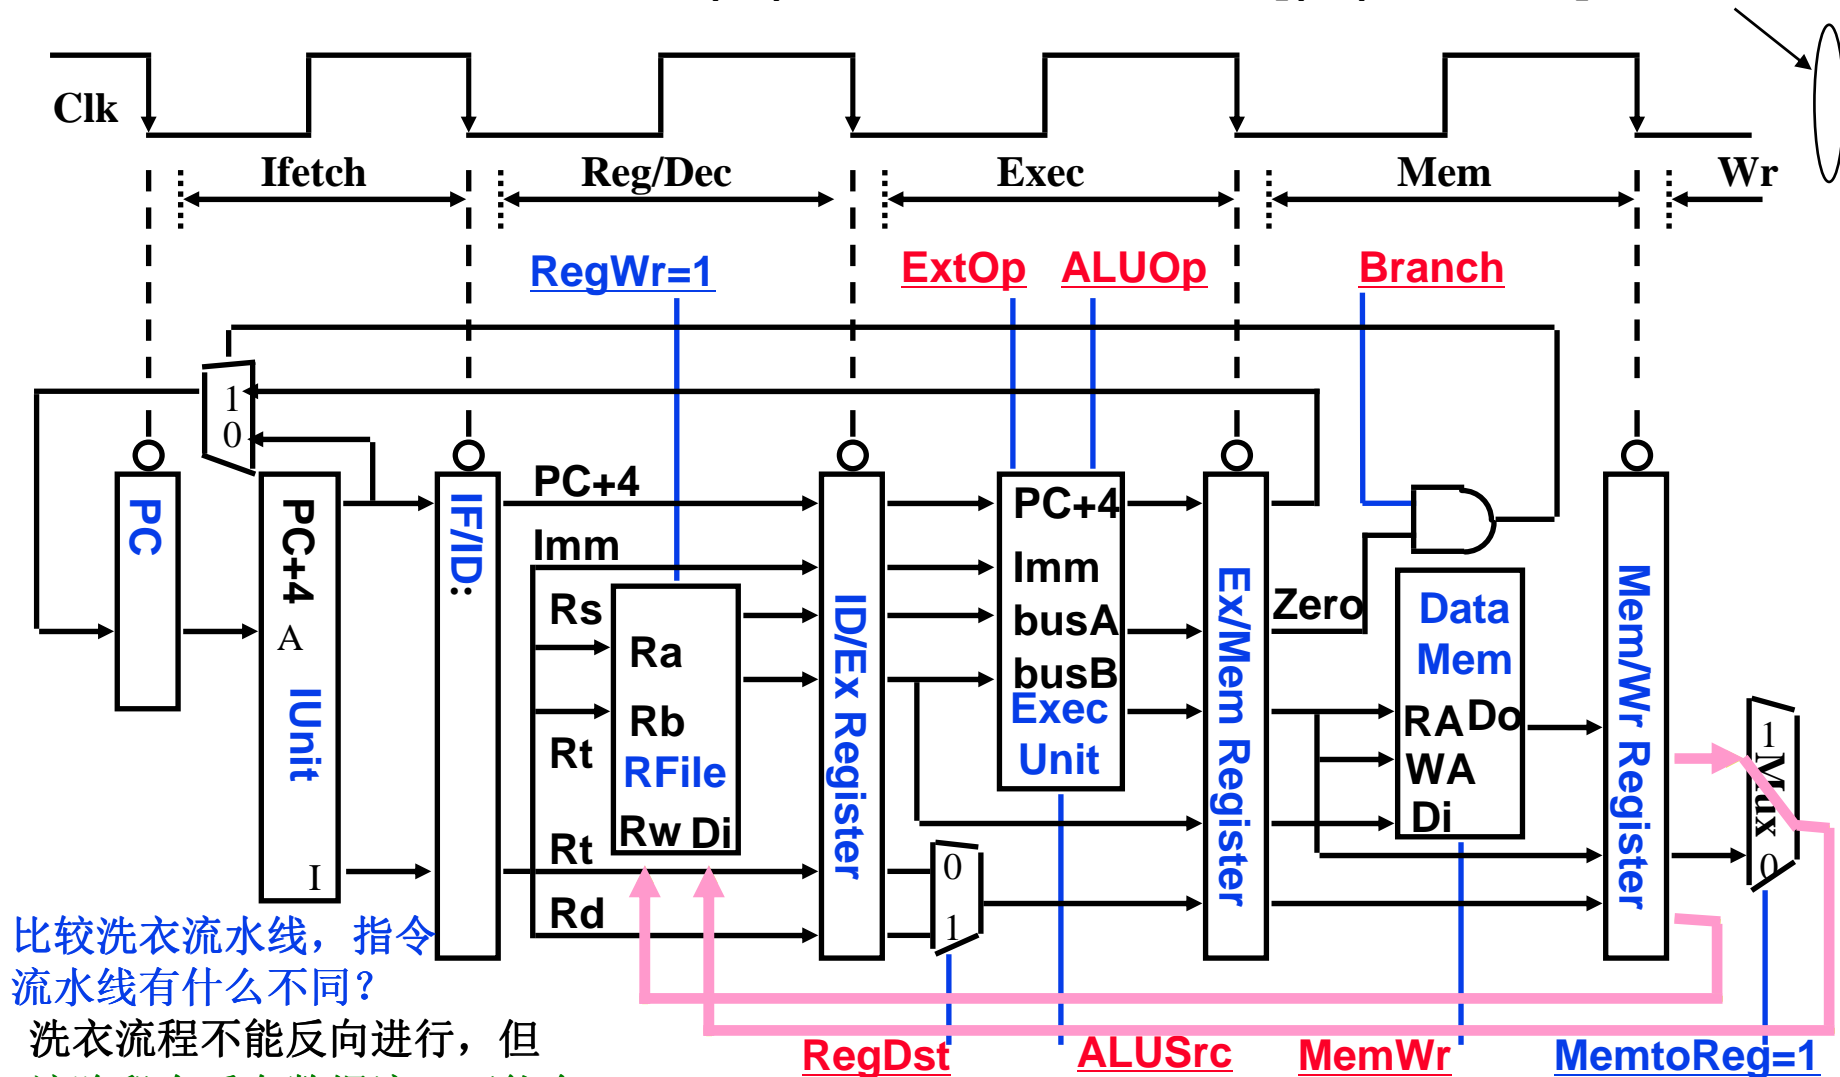 Clk
Ifetch
Reg/Dec
Exec
Mem
Wr
RegWr=1
ExtOp
ALUOp
Branch
1
0
PC
PC+4
A
IUnit
I
IF/ID:
PC+4
Imm
Rs
Rt
Ra
Rb
RFile
Rw Di
Rt
Rd
ID/Ex Register
0
1
PC+4
Imm
busA
busB
Exec
Unit
Ex/Mem Register
Zero
Data
Mem
RA Do
WA
Di
Mem/Wr Register
1
Mux
0
比较洗衣流水线，指令
流水线有什么不同？
洗衣流程不能反向进行，但
RegDst
ALUSrc
MemWr
MemtoReg=1